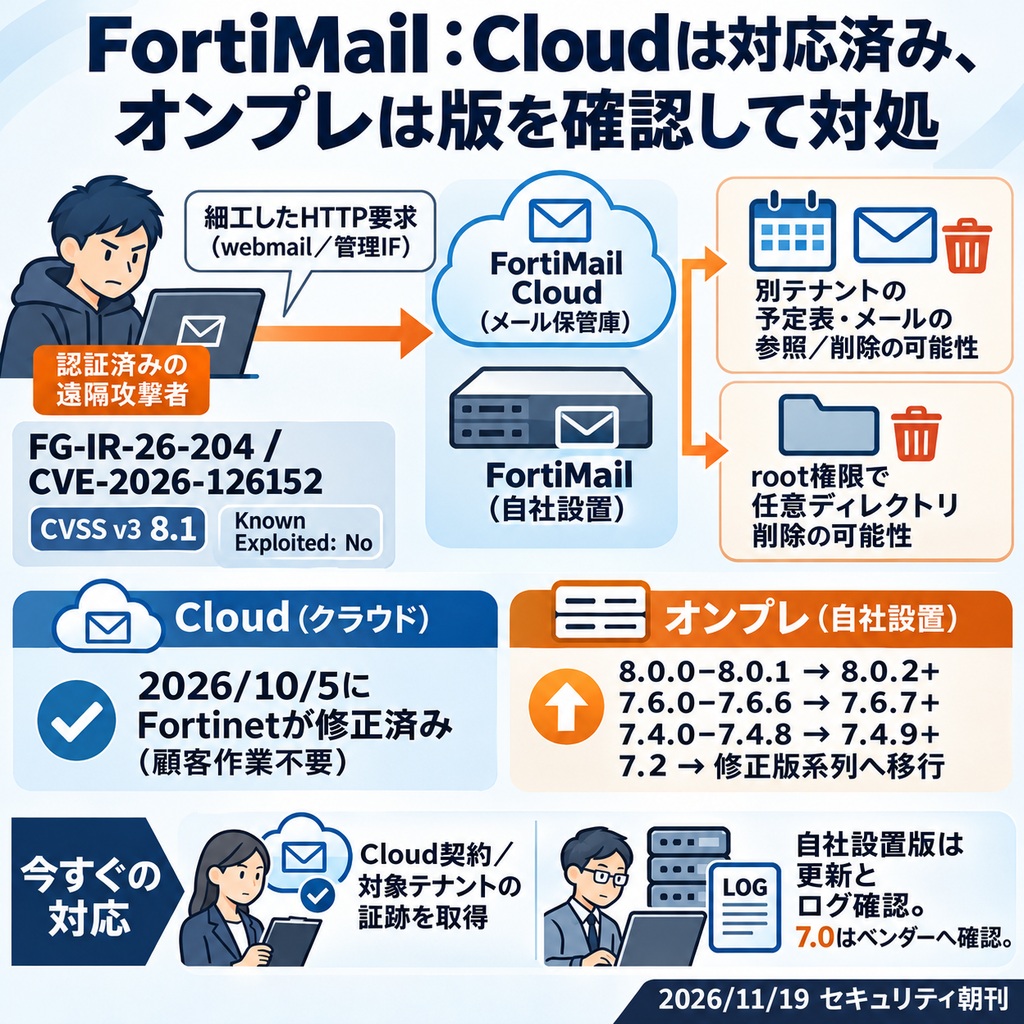 FortiMail：Cloudは対応済み、
オンプレは版を確認して対処
細工したHTTP要求
（webmail／管理IF）
認証済みの
遠隔攻撃者
FortiMail
Cloud
（メール保管庫）
FortiMail
（自社設置）
別テナントの
予定表・メールの
参照／削除の可能性
root権限で
任意ディレクトリ
削除の可能性
FG-IR-26-204 /
CVE-2026-126152
CVSS v3 8.1
Known
Exploited: No
Cloud（クラウド）
2026/10/5に
Fortinetが修正済み
（顧客作業不要）
オンプレ（自社設置）
8.0.0–8.0.1 → 8.0.2+
7.6.0–7.6.6 → 7.6.7+
7.4.0–7.4.8 → 7.4.9+
7.2 → 修正版系列へ移行
今すぐの
対応
Cloud契約／
対象テナントの
証跡を取得
LOG
自社設置版は
更新と
ログ確認。
7.0はベンダーへ確認。
2026/11/19 セキュリティ朝刊